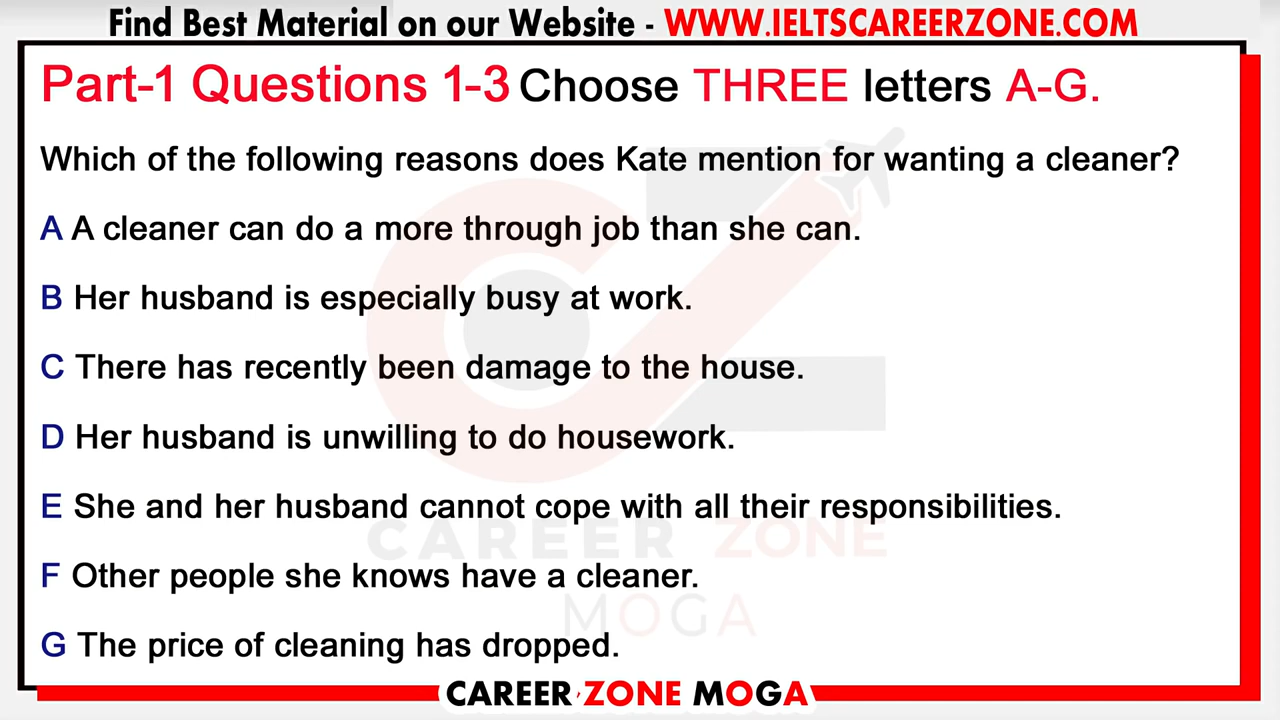 Find Best Material on our Website - WWW.IELTSCAREERZONE.COM
Part-1 Questions 1-3 Choose THREE letters A-G.
Which of the following reasons does Kate mention for wanting a cleaner?
A A cleaner can do a more through job than she can.
B Her husband is especially busy at work.
C There has recently been damage to the house.
D Her husband is unwilling to do housework.
E She and her husband cannot cope with all their responsibilities.
CAREER ZONE
F Other people she knows have a cleaner.
MOGA
G The price of cleaning has dropped.
CAREER ZONE MOGA